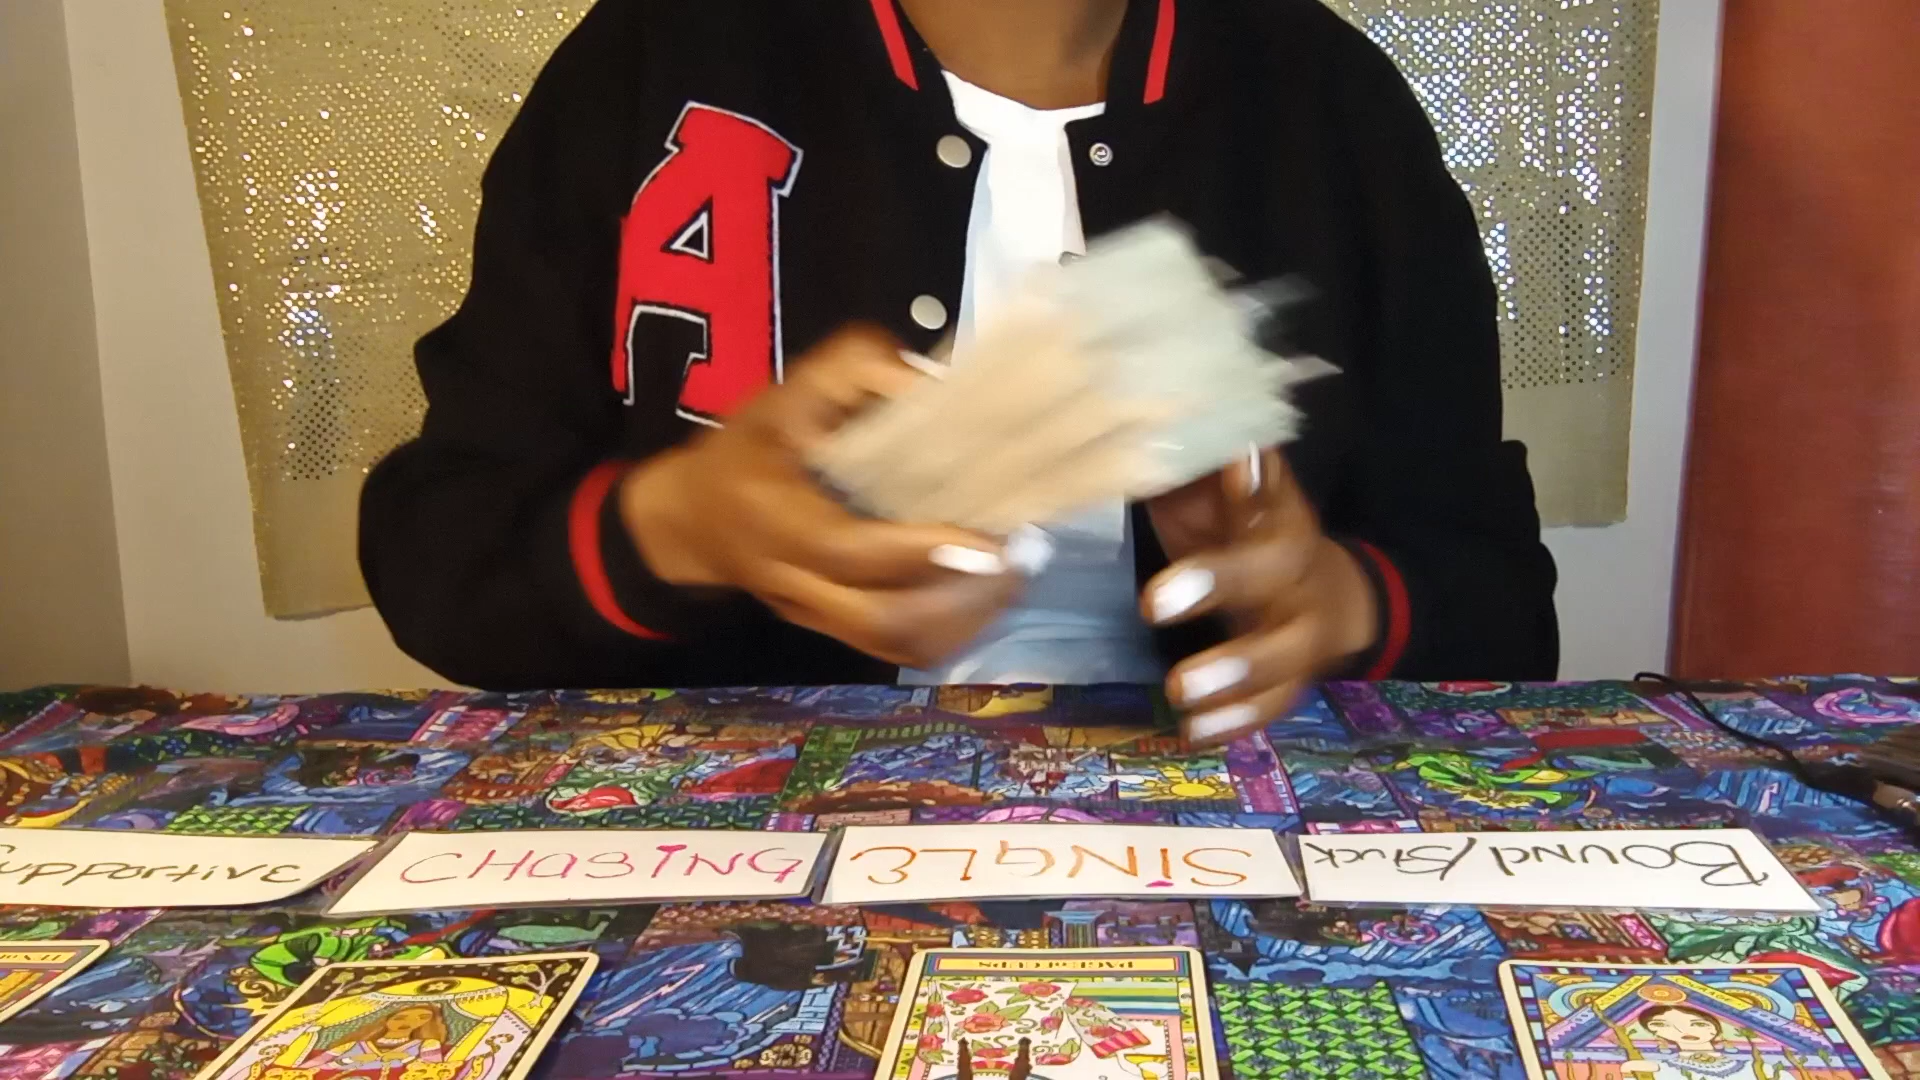 A
Supportive
CHASING
SINGLE
Bound/Stuck
PAGE of CUPS